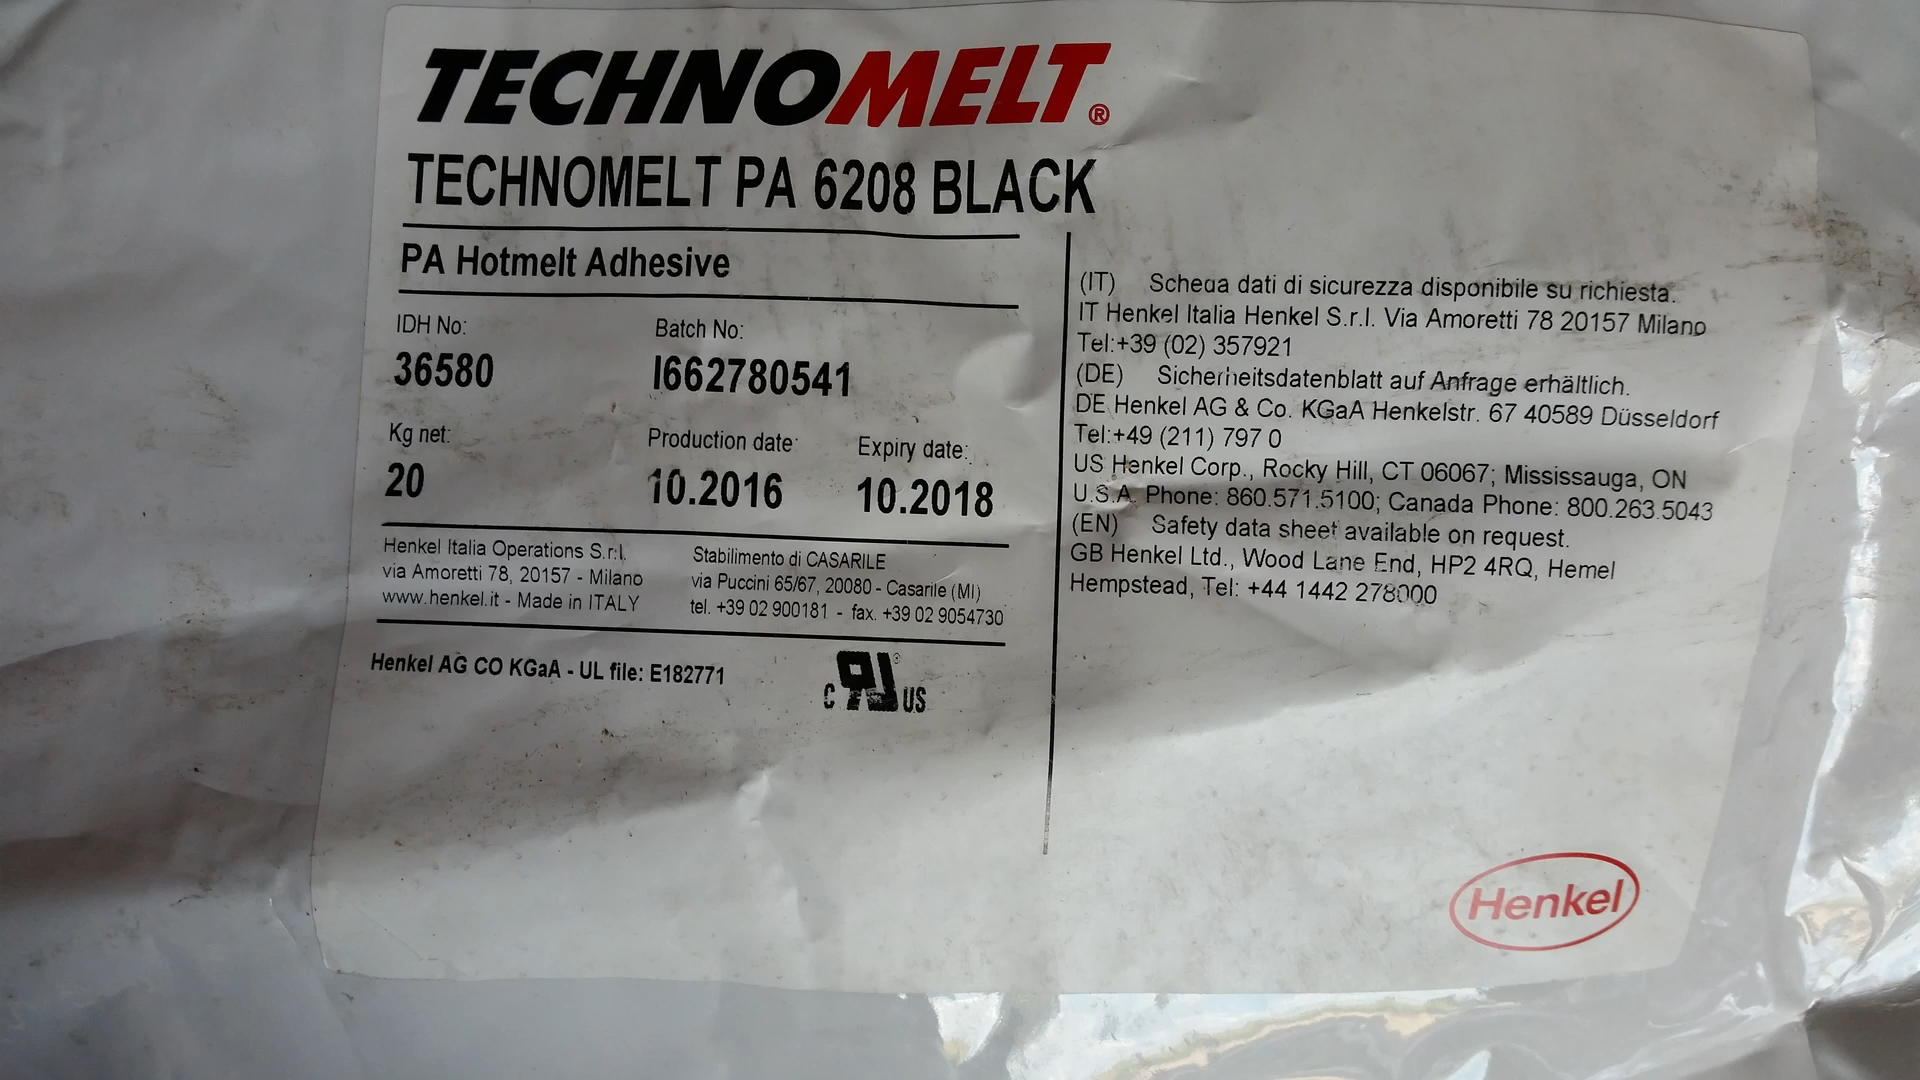 TECHNOMELT®
TECHNOMELT PA 6208 BLACK
PA Hotmelt Adhesive
IDH No:
36580
Batch No:
I662780541
Kg net:
20
Production date:
10.2016
Expiry date:
10.2018
Henkel Italia Operations S.r.l.
via Amoretti 78, 20157 - Milano
www.henkel.it - Made in ITALY
Stabilimento di CASARILE
via Puccini 65/67, 20080 - Casarile (MI)
tel. +39 02 900181 - fax. +39 02 9054730
Henkel AG CO KGaA - UL file: E182771
C RU ® US
(IT) Scheda dati di sicurezza disponibile su richiesta.
IT Henkel Italia Henkel S.r.l. Via Amoretti 78 20157 Milano
Tel:+39 (02) 357921
(DE) Sicherheitsdatenblatt auf Anfrage erhältlich.
DE Henkel AG & Co. KGaA Henkelstr. 67 40589 Düsseldorf
Tel:+49 (211) 797 0
US Henkel Corp., Rocky Hill, CT 06067; Mississauga, ON
U.S.A. Phone: 860.571.5100; Canada Phone: 800.263.5043
(EN) Safety data sheet available on request.
GB Henkel Ltd., Wood Lane End, HP2 4RQ, Hemel
Hempstead, Tel: +44 1442 278000
Henkel